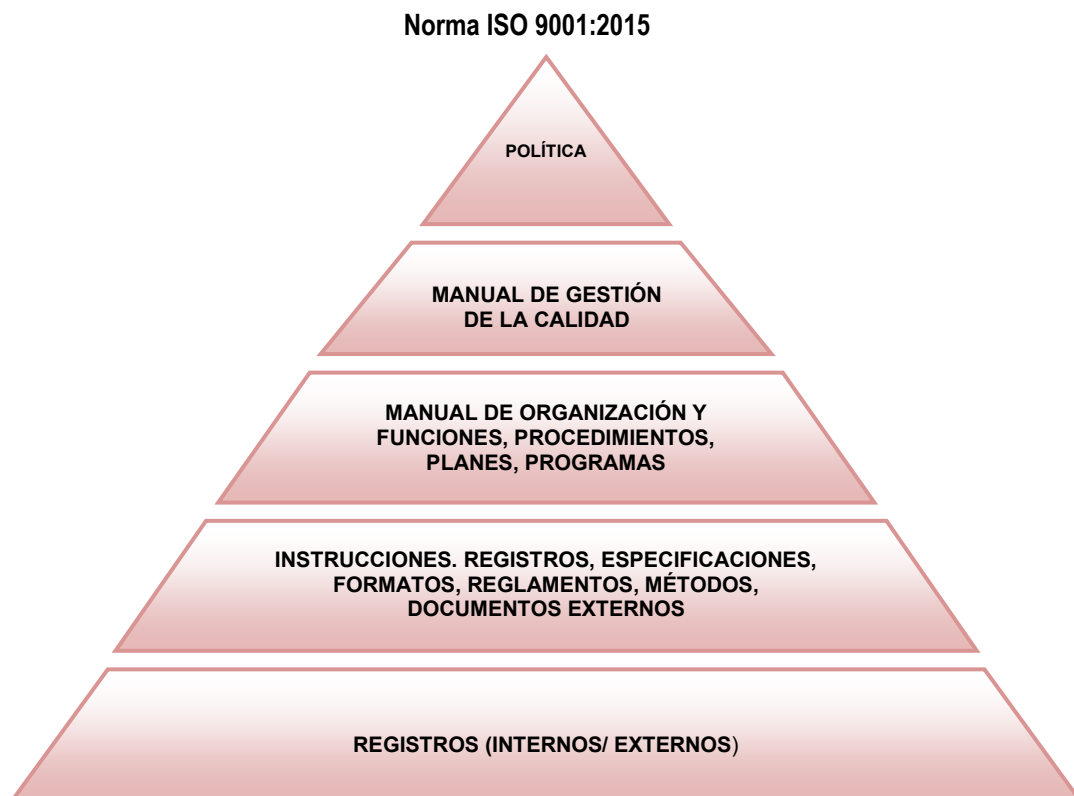 Norma ISO 9001:2015
POLÍTICA
MANUAL DE GESTIÓN
DE LA CALIDAD
MANUAL DE ORGANIZACIÓN Y
FUNCIONES, PROCEDIMIENTOS,
PLANES, PROGRAMAS
INSTRUCCIONES. REGISTROS, ESPECIFICACIONES,
FORMATOS, REGLAMENTOS, MÉTODOS,
DOCUMENTOS EXTERNOS
REGISTROS (INTERNOS/ EXTERNOS)